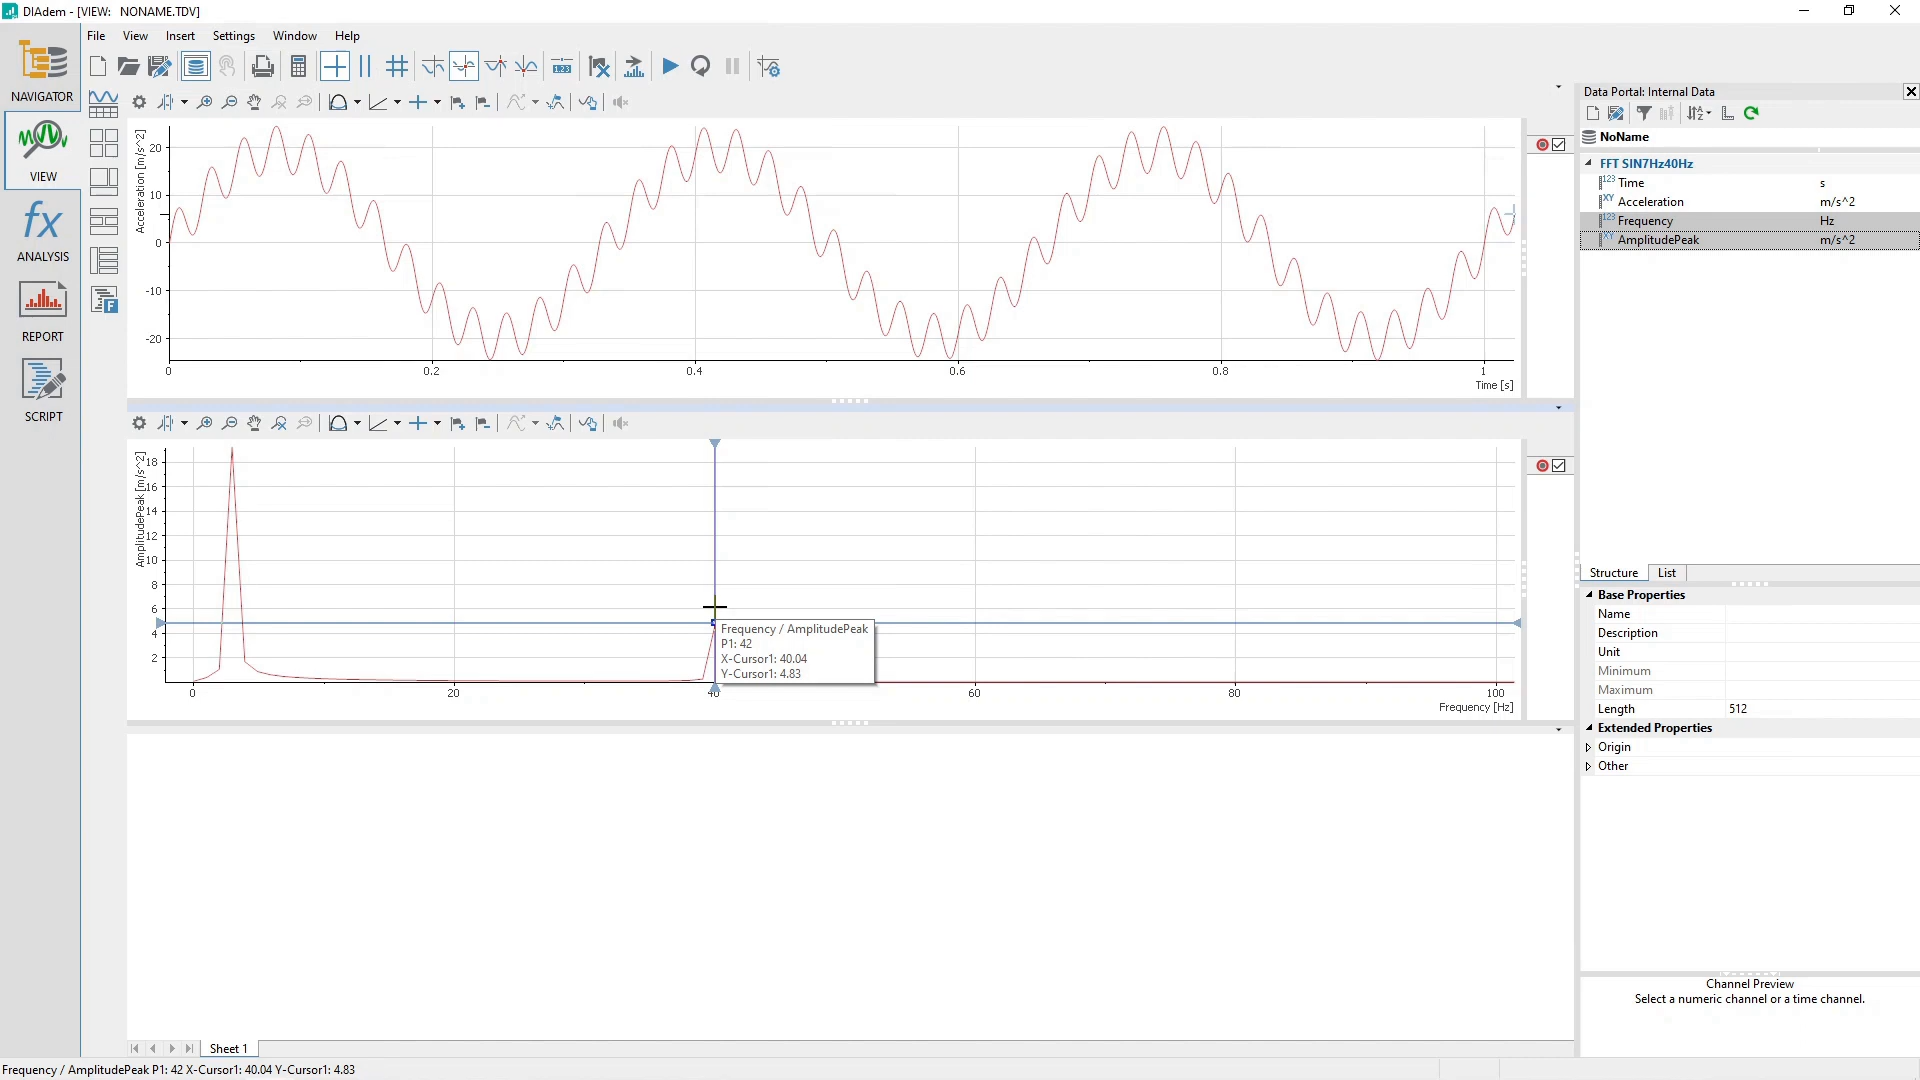 DIAdem - [VIEW:   NONAME.TDV]
File View Insert Settings Window Help
NAVIGATOR
VIEW
fx
ANALYSIS
REPORT
SCRIPT
Acceleration [m/s^2]
20
10
0
-10
-20
0 0.2 0.4 0.6 0.8 1
Time [s]
AmplitudePeak [m/s^2]
18
16
14
12
10
8
6
4
2
Frequency / AmplitudePeak
P1: 42
X-Cursor1: 40.04
Y-Cursor1: 4.83
0 20 40 60 80 100
Frequency [Hz]
Sheet 1
Data Portal: Internal Data
NoName
FFT SIN7Hz40Hz
123 Time s
XY Acceleration m/s^2
123 Frequency Hz
XY AmplitudePeak m/s^2
Structure List
Base Properties
Name
Description
Unit
Minimum
Maximum
Length 512
Extended Properties
Origin
Other
Channel Preview
Select a numeric channel or a time channel.
Frequency / AmplitudePeak P1: 42 X-Cursor1: 40.04 Y-Cursor1: 4.83